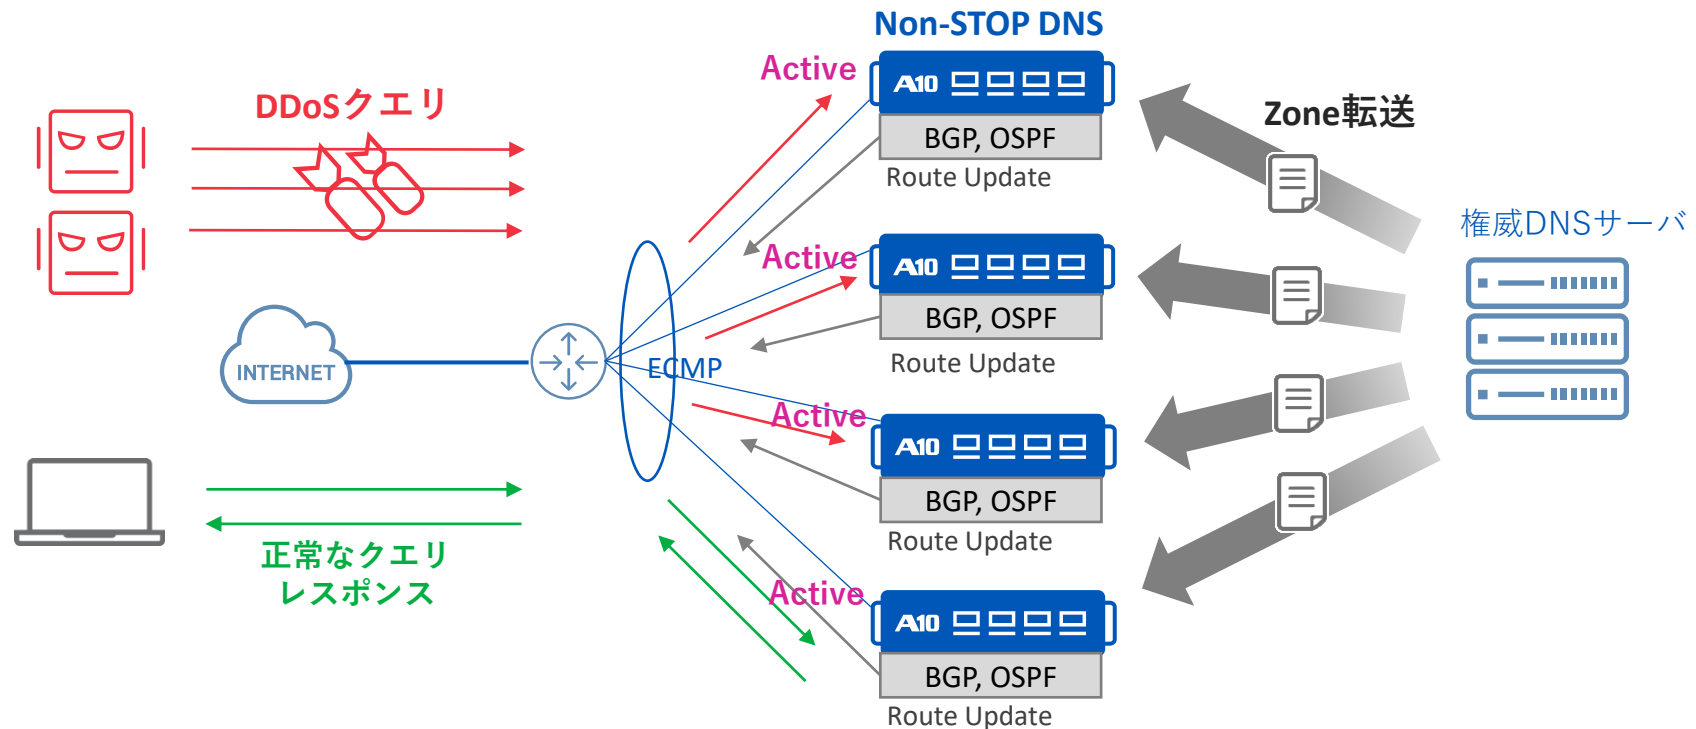 Non-STOP DNS
Active
A10
BGP, OSPF
Route Update
DDoSクエリ
Zone転送
権威DNSサーバ
Active
A10
BGP, OSPF
Route Update
INTERNET
ECMP
Active
A10
BGP, OSPF
Route Update
正常なクエリ
レスポンス
Active
A10
BGP, OSPF
Route Update